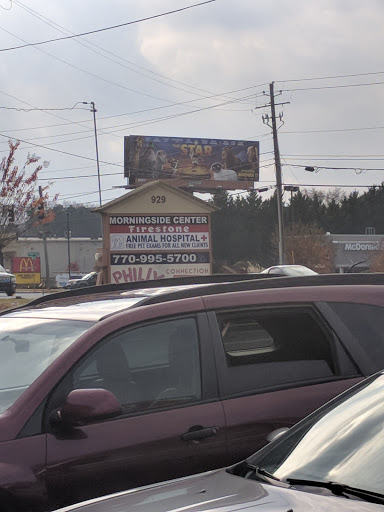 STAR
929
MORNINGSIDE CENTER
Firestone
ANIMAL HOSPITAL+
FREE PET EXAMS FOR ALL NEW CLIENTS
770-995-5700
PHILLY CONNECTION
McDonald's